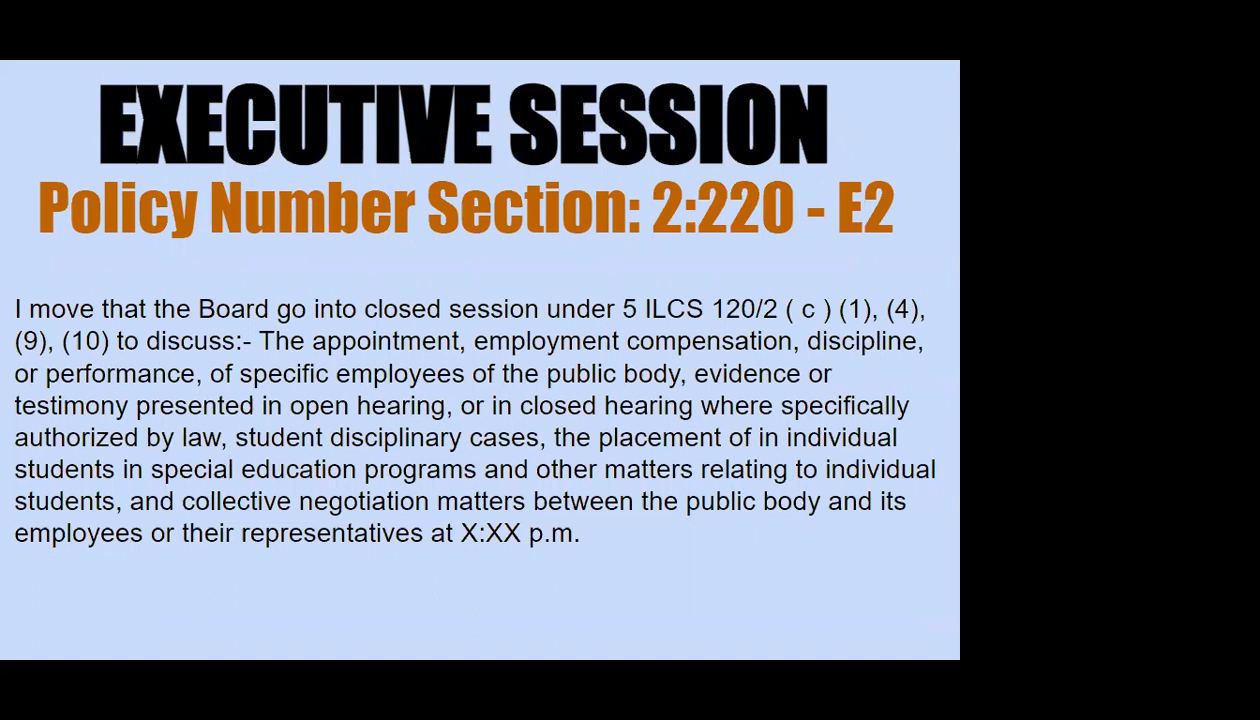 EXECUTIVE SESSION
Policy Number Section: 2:220 - E2
I move that the Board go into closed session under 5 ILCS 120/2 ( c ) (1), (4),
(9), (10) to discuss:- The appointment, employment compensation, discipline,
or performance, of specific employees of the public body, evidence or
testimony presented in open hearing, or in closed hearing where specifically
authorized by law, student disciplinary cases, the placement of in individual
students in special education programs and other matters relating to individual
students, and collective negotiation matters between the public body and its
employees or their representatives at X:XX p.m.